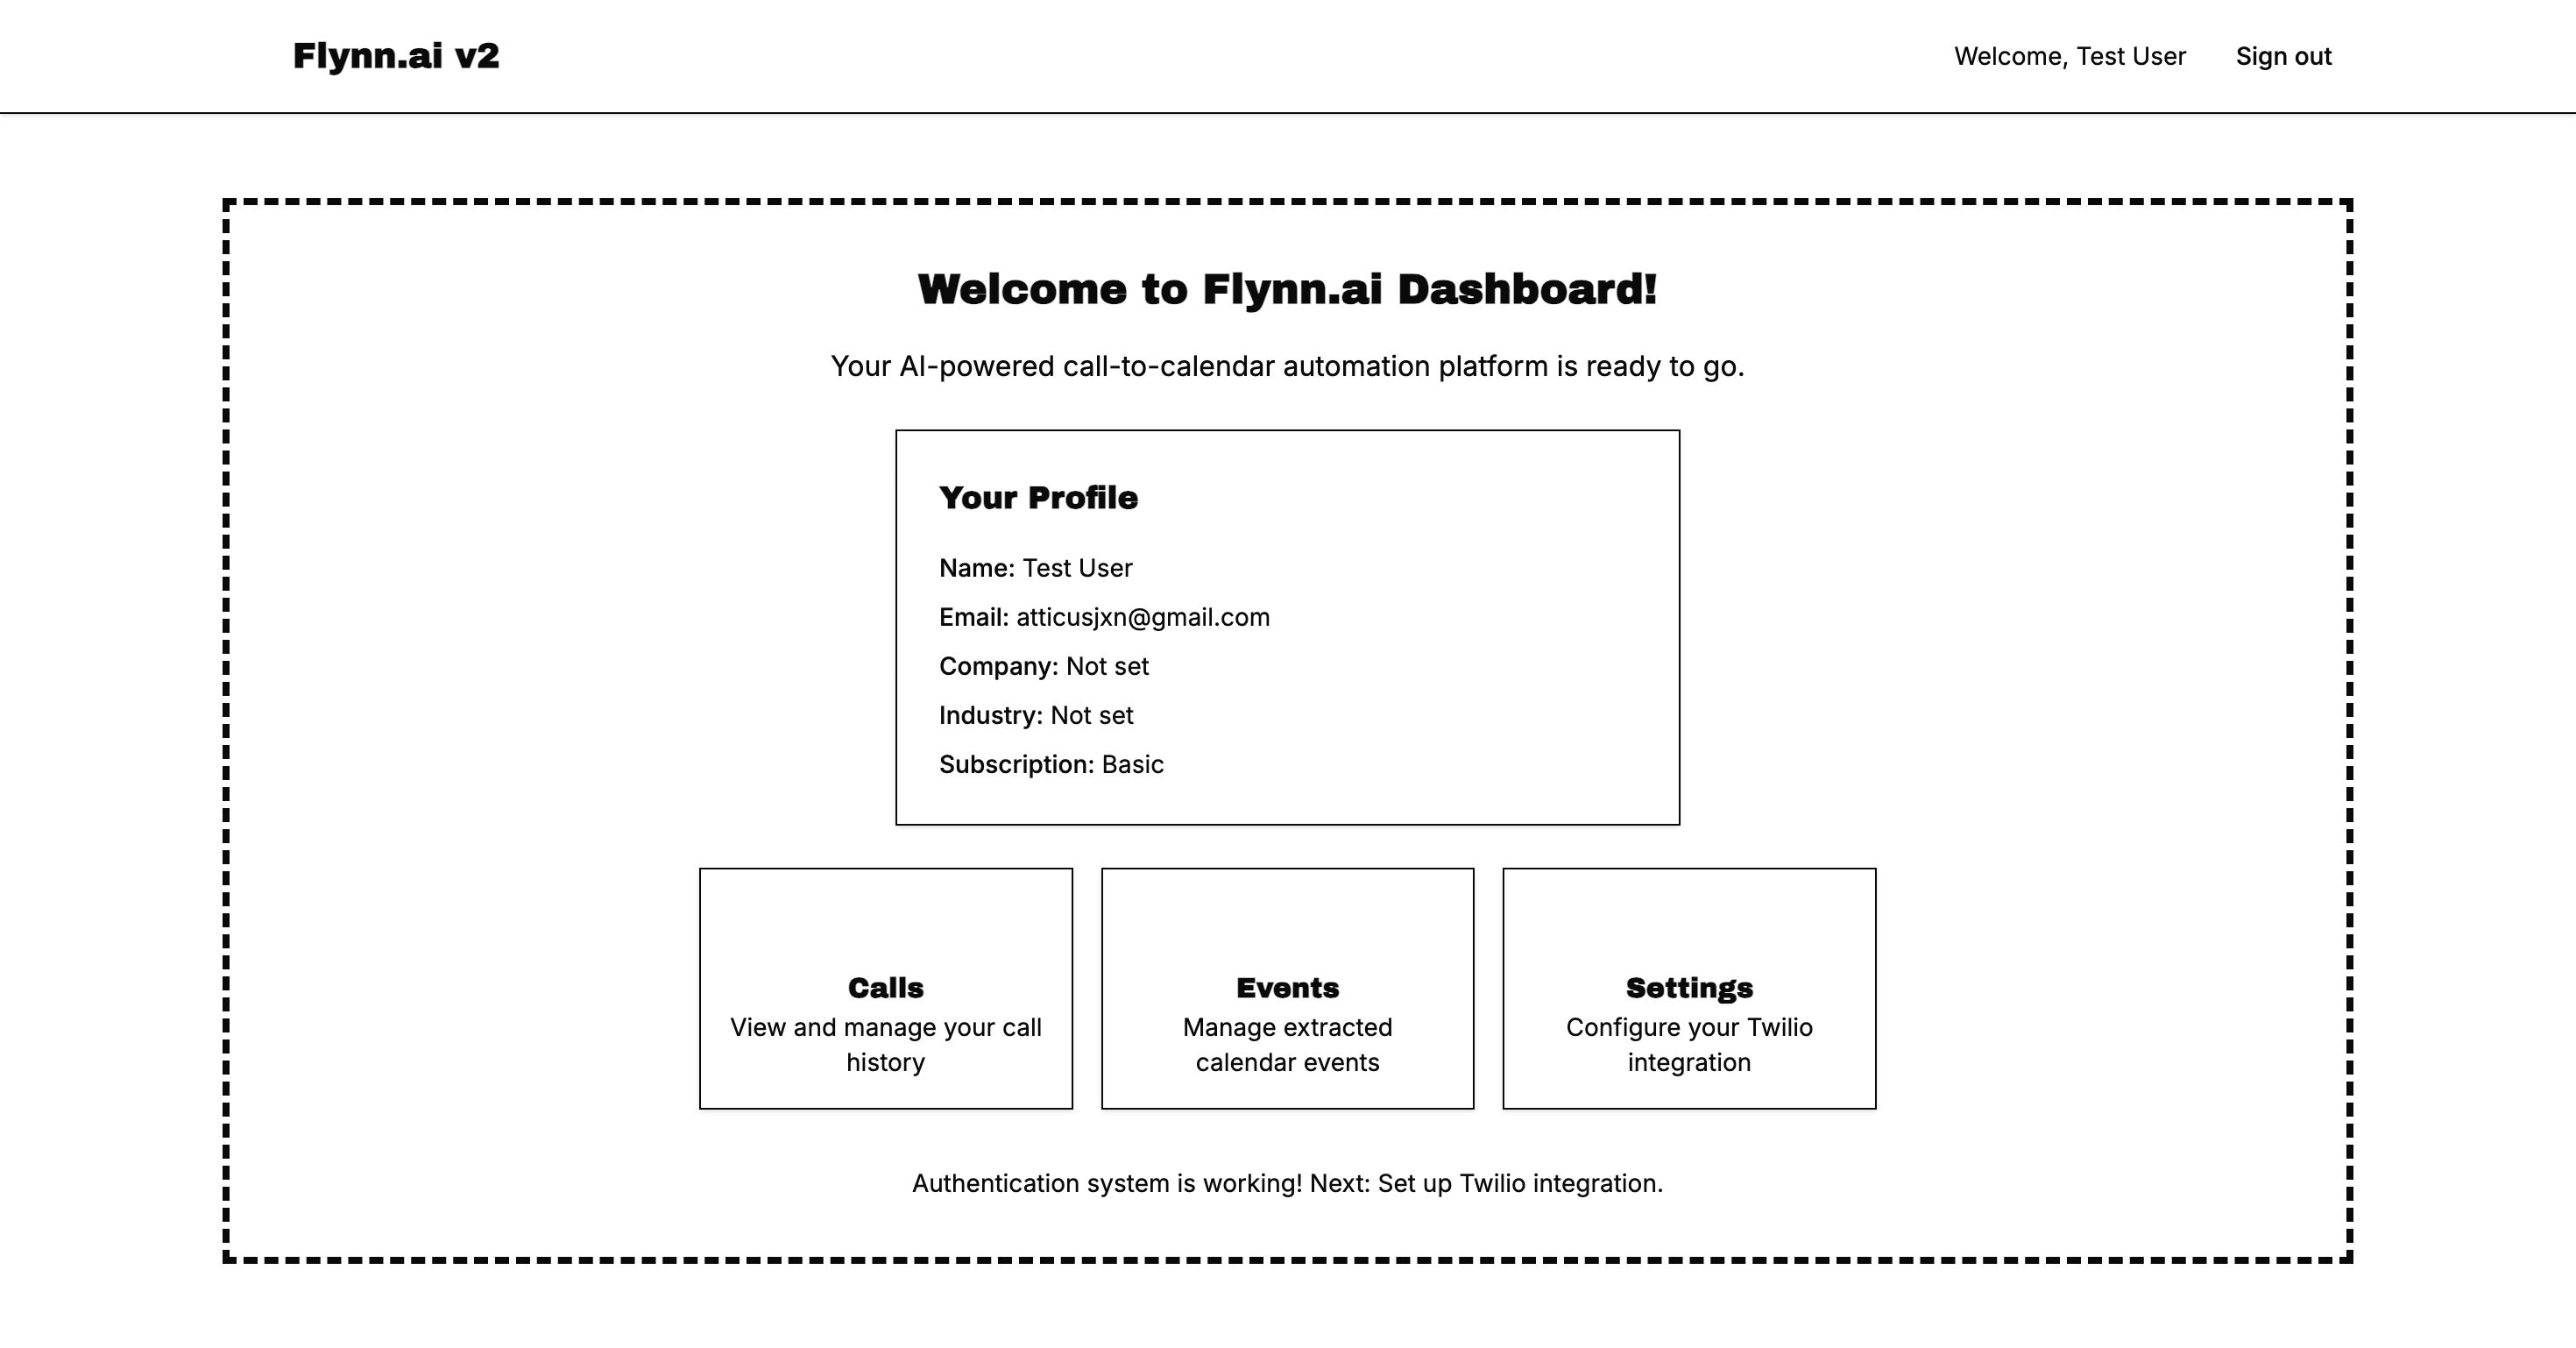 Flynn.ai v2
Welcome, Test User
Sign out
Welcome to Flynn.ai Dashboard!
Your AI-powered call-to-calendar automation platform is ready to go.
Your Profile
Name: Test User
Email: atticusjxn@gmail.com
Company: Not set
Industry: Not set
Subscription: Basic
Calls
View and manage your call
history
Events
Manage extracted
calendar events
Settings
Configure your Twilio
integration
Authentication system is working! Next: Set up Twilio integration.